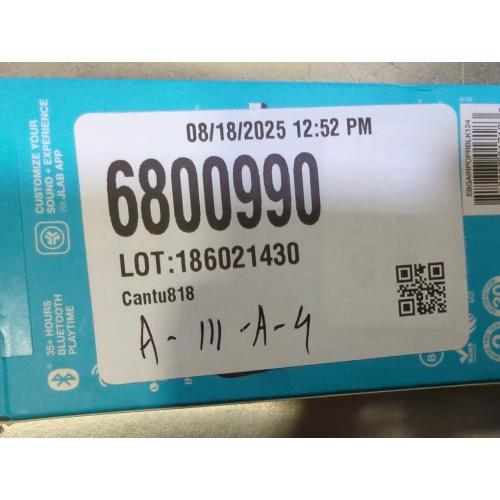 08/18/2025 12:52 PM
6800990
LOT:186021430
Cantu818
A - 111 - A - 4
CUSTOMIZE YOUR
SOUND + EXPERIENCE
VIA JLAB APP
35+ HOURS
BLUETOOTH
PLAYTIME
EBGAIRPOPRBLK124